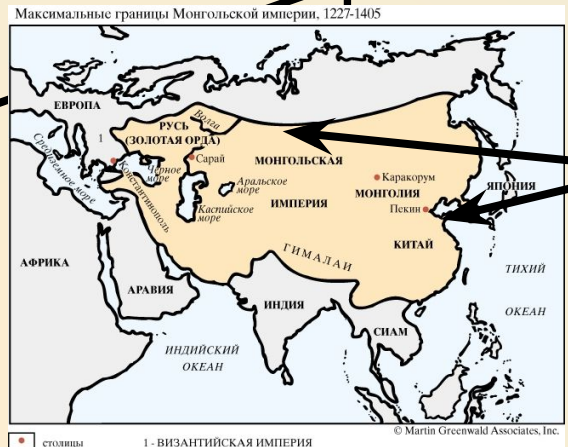 Максимальные границы Монгольской империи, 1227-1405
ЕВРОПА
1
РУСЬ
(ЗОЛОТАЯ ОРДА)
Волга
Средиземное море
Константинополь
Черное
море
Сарай
Каспийское
море
Аральское
море
МОНГОЛЬСКАЯ
ИМПЕРИЯ
Каракорум
МОНГОЛИЯ
Пекин
ЯПОНИЯ
КИТАЙ
ГИМАЛАИ
АФРИКА
АРАВИЯ
ИНДИЯ
СИАМ
ТИХИЙ
ОКЕАН
ИНДИЙСКИЙ
ОКЕАН
© Martin Greenwald Associates, Inc.
столицы
1 - ВИЗАНТИЙСКАЯ ИМПЕРИЯ